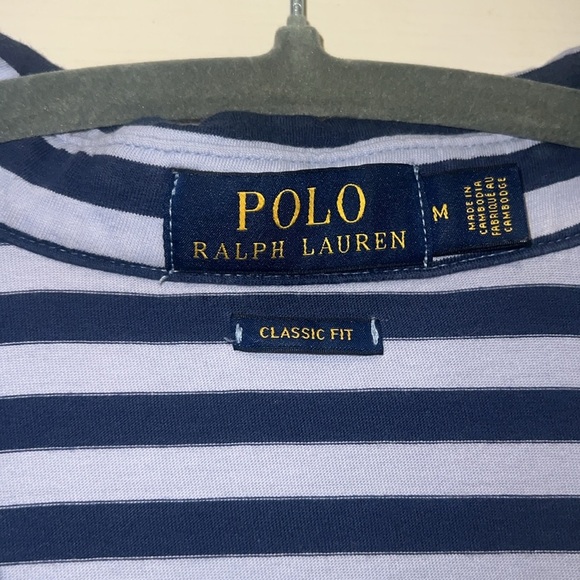 POLO
RALPH LAUREN
M
MADE IN
CAMBODIA
FABRIQUÉ AU
CAMBODGE
CLASSIC FIT